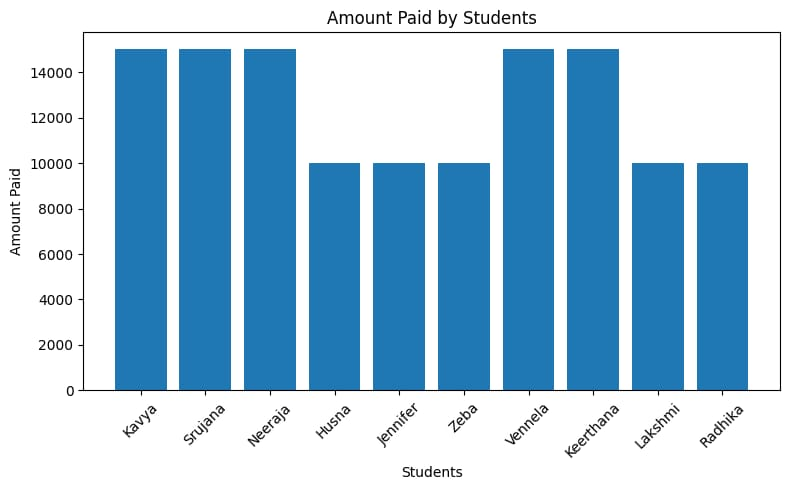 Amount Paid by Students
Amount Paid
14000
12000
10000
8000
6000
4000
2000
0
Kavya
Srujana
Neeraja
Husna
Jennifer
Zeba
Vennela
Keerthana
Lakshmi
Radhika
Students